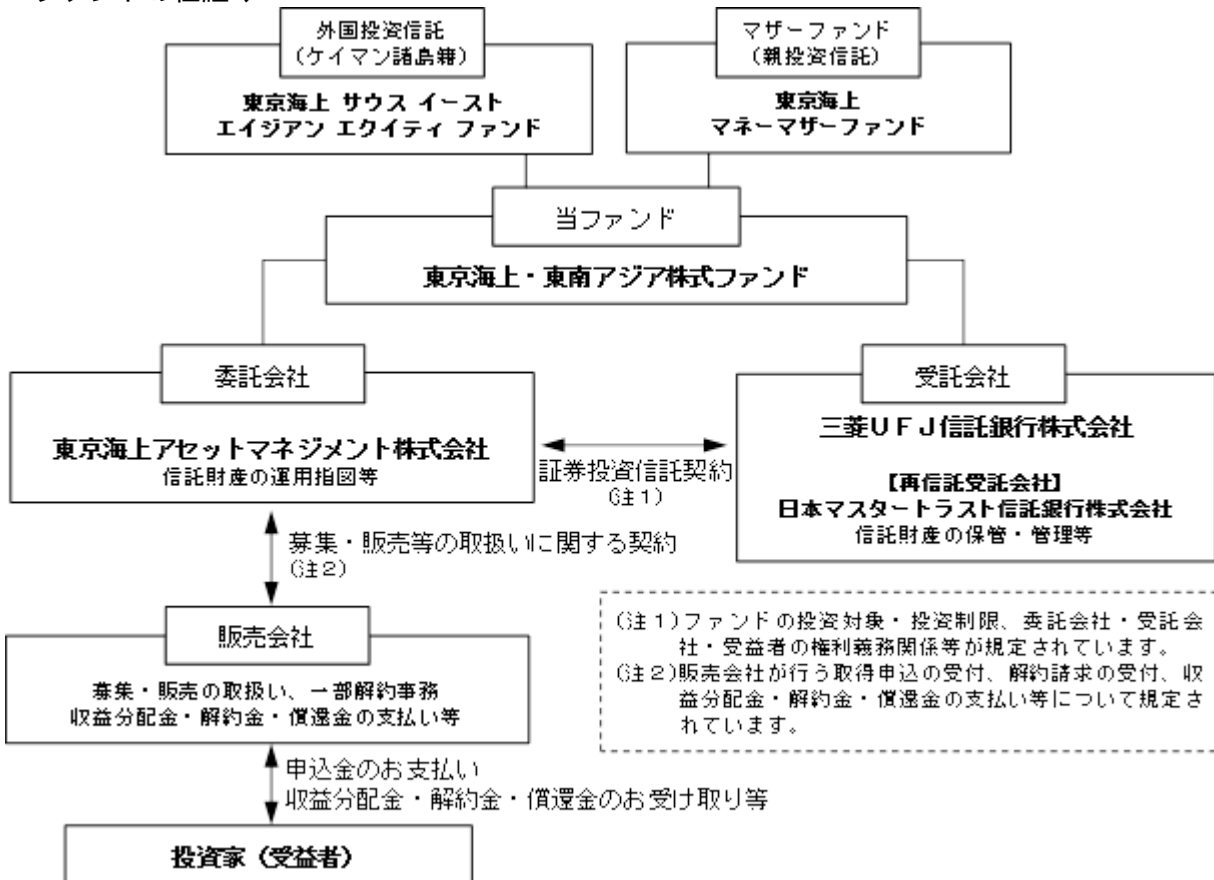 外国投資信託
（ケイマン諸島籍）
東京海上 サウス イースト
エイジアン エクイティ ファンド
マザーファンド
（親投資信託）
東京海上
マネーマザーファンド
当ファンド
東京海上・東南アジア株式ファンド
委託会社
東京海上アセットマネジメント株式会社
信託財産の運用指図等
証券投資信託契約
（注１）
受託会社
三菱ＵＦＪ信託銀行株式会社
【再信託受託会社】
日本マスタートラスト信託銀行株式会社
信託財産の保管・管理等
募集・販売等の取扱いに関する契約
（注２）
販売会社
募集・販売の取扱い、一部解約事務
収益分配金・解約金・償還金の支払い等
（注１）ファンドの投資対象・投資制限、委託会社・受託会
社・受益者の権利義務関係等が規定されています。
（注２）販売会社が行う取得申込の受付、解約請求の受付、収
益分配金・解約金・償還金の支払い等について規定さ
れています。
申込金のお支払い
収益分配金・解約金・償還金のお受け取り等
投資家（受益者）